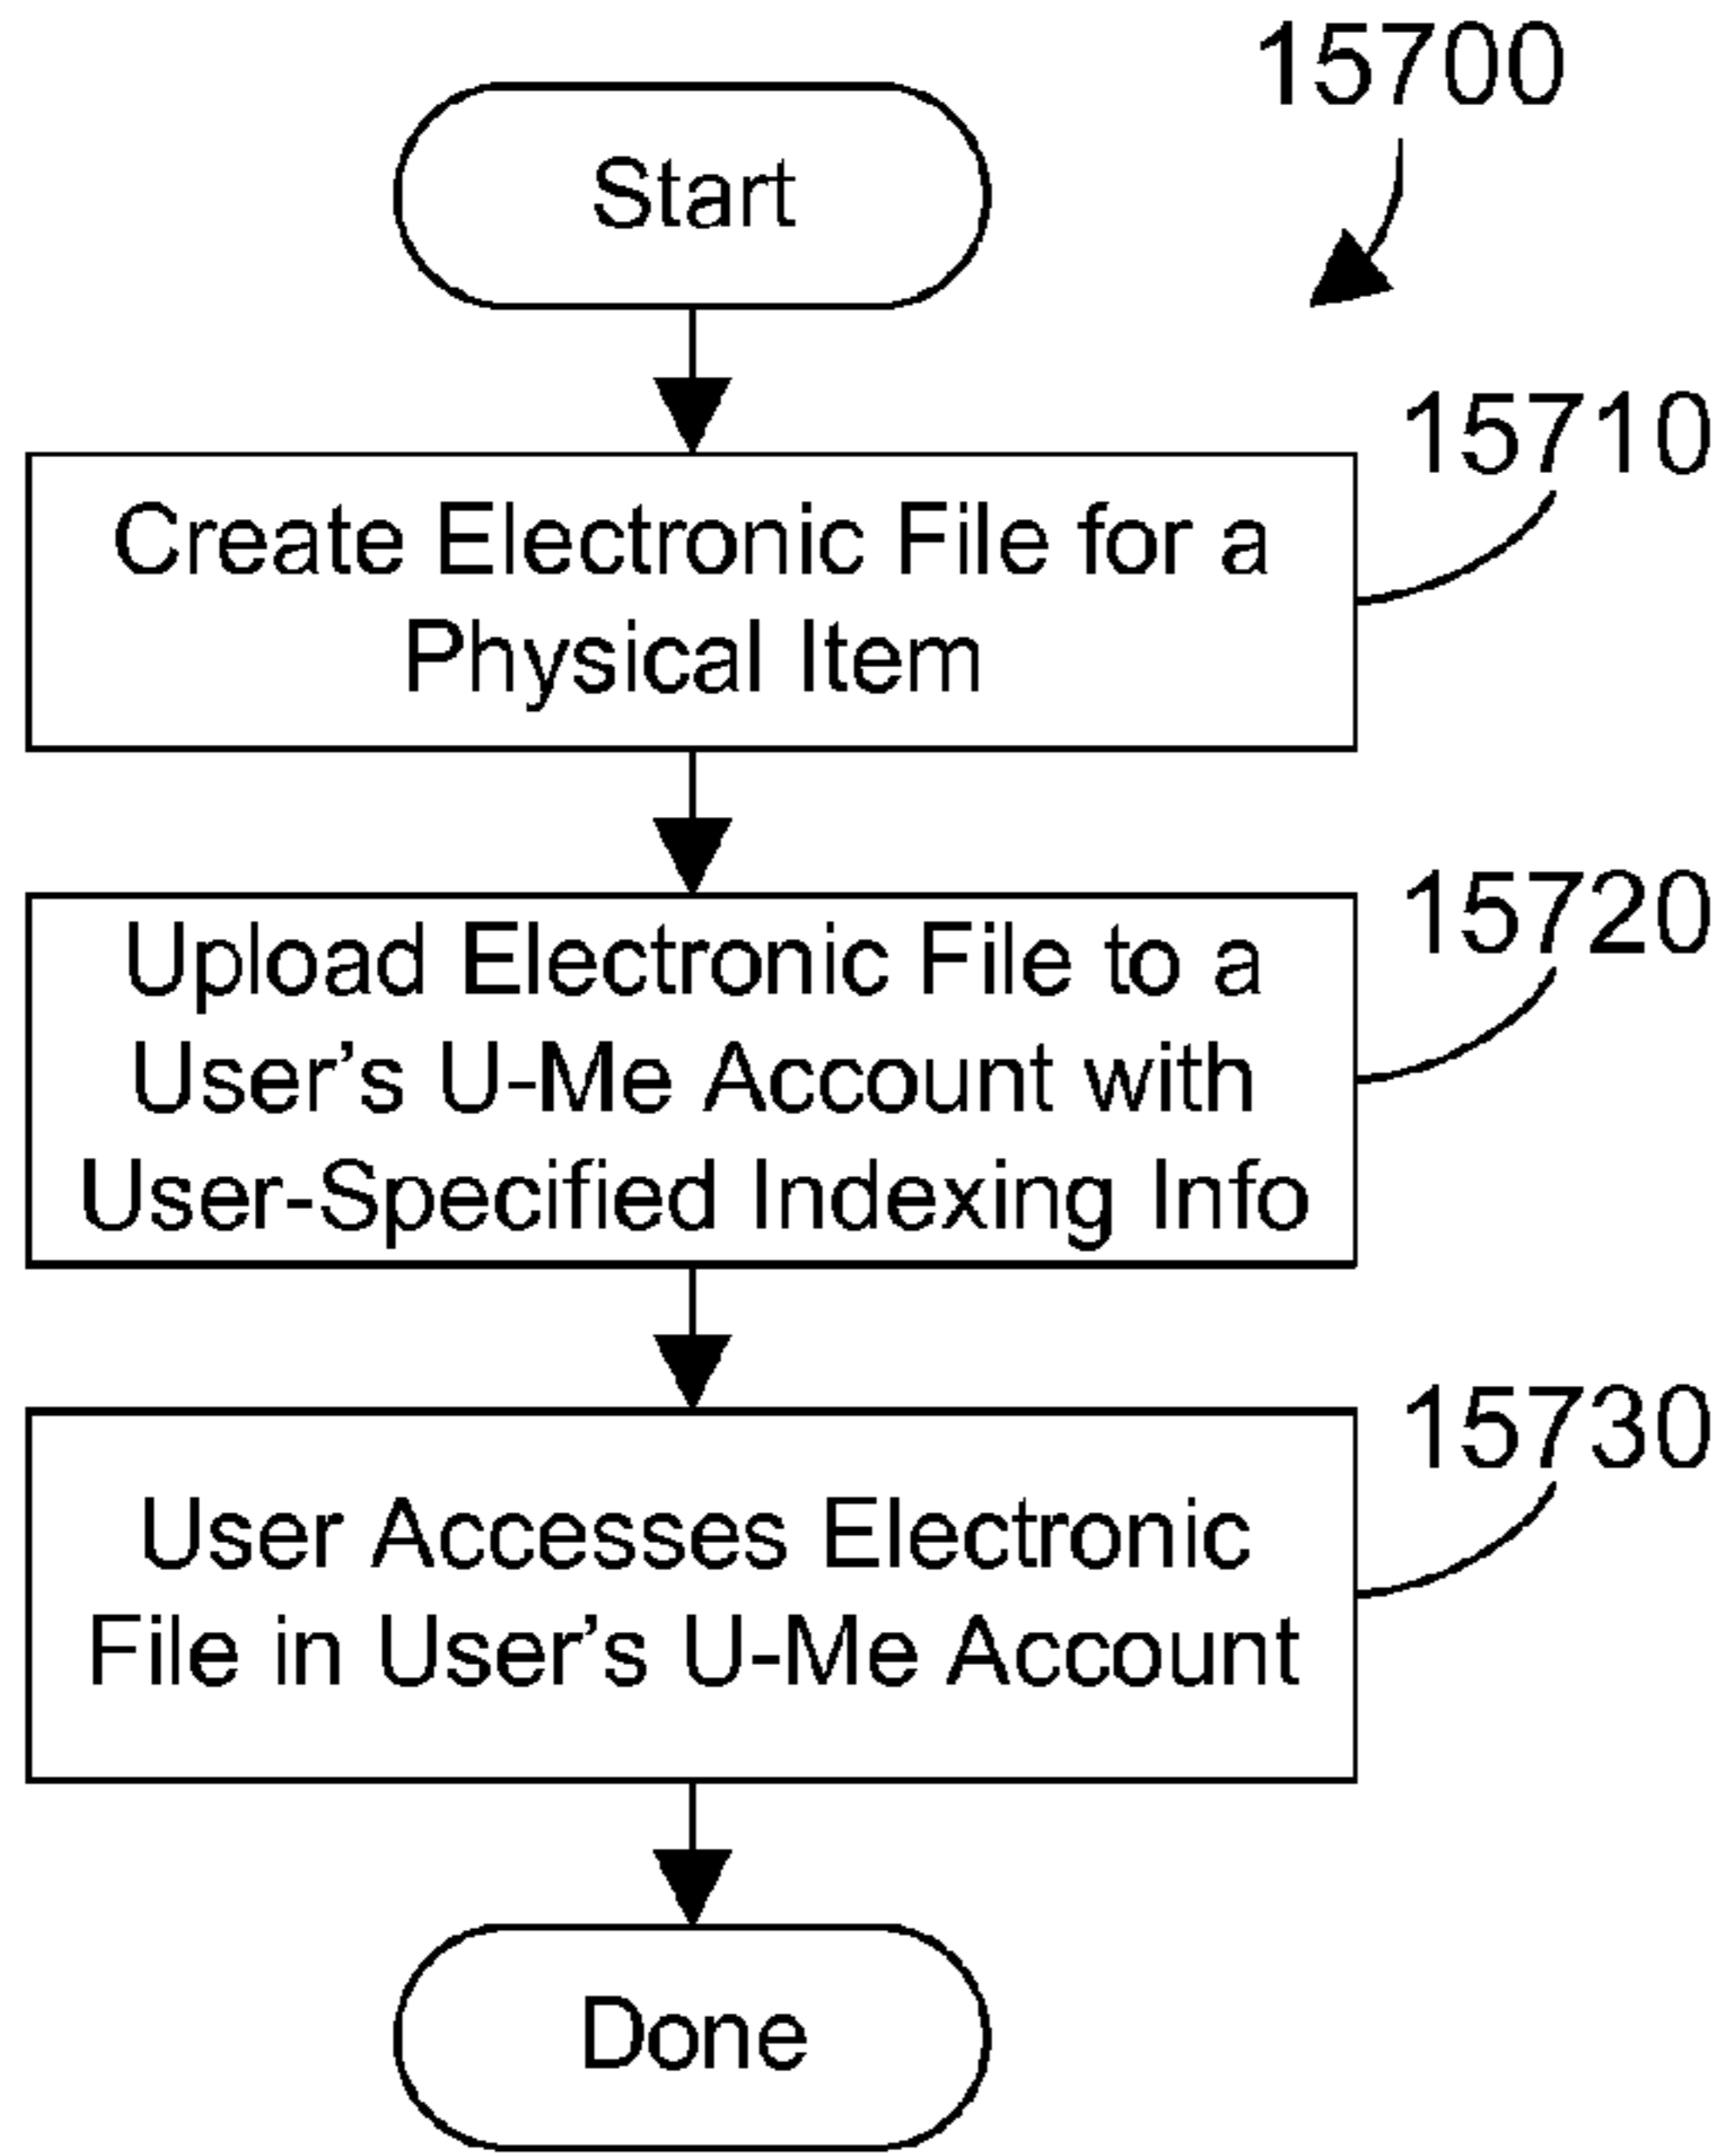 15700
Start
15710
Create Electronic File for a
Physical Item
15720
Upload Electronic File to a
User’s U-Me Account with
User-Specified Indexing Info
15730
User Accesses Electronic
File in User’s U-Me Account
Done